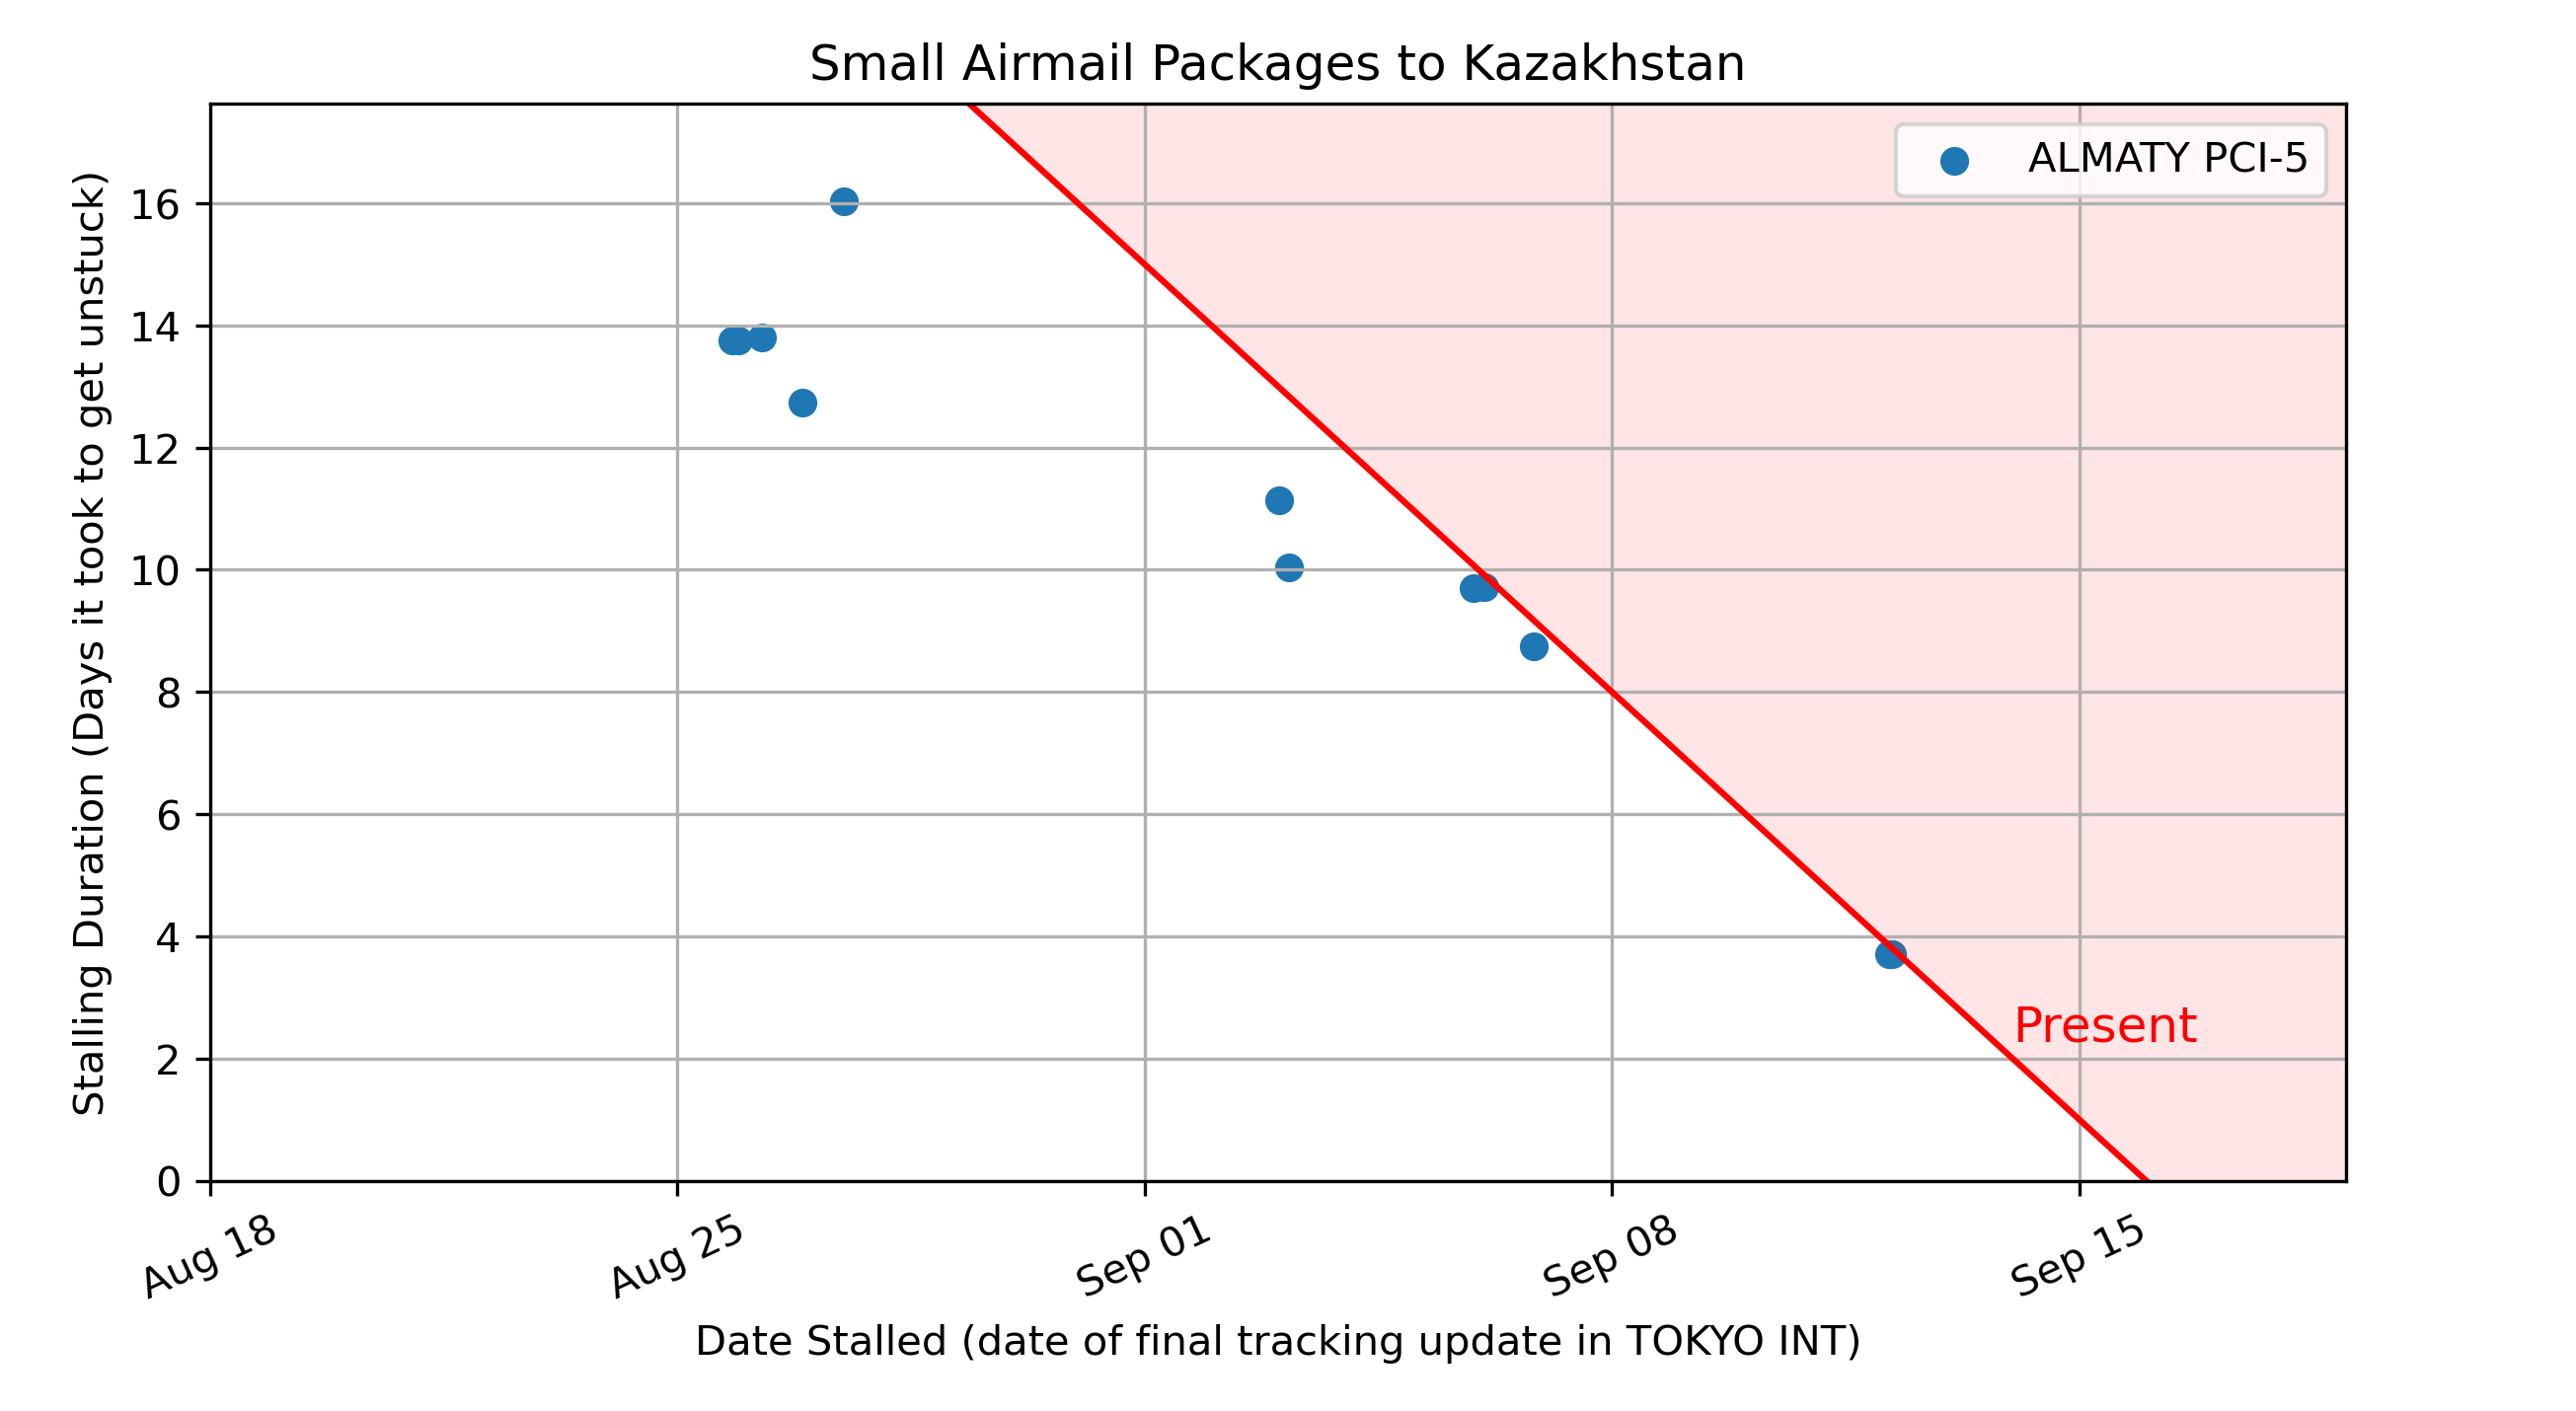 Small Airmail Packages to Kazakhstan
ALMATY PCI-5
Stalling Duration (Days it took to get unstuck)
16
14
12
10
8
6
4
2
0
Present
Aug 18
Aug 25
Sep 01
Sep 08
Sep 15
Date Stalled (date of final tracking update in TOKYO INT)